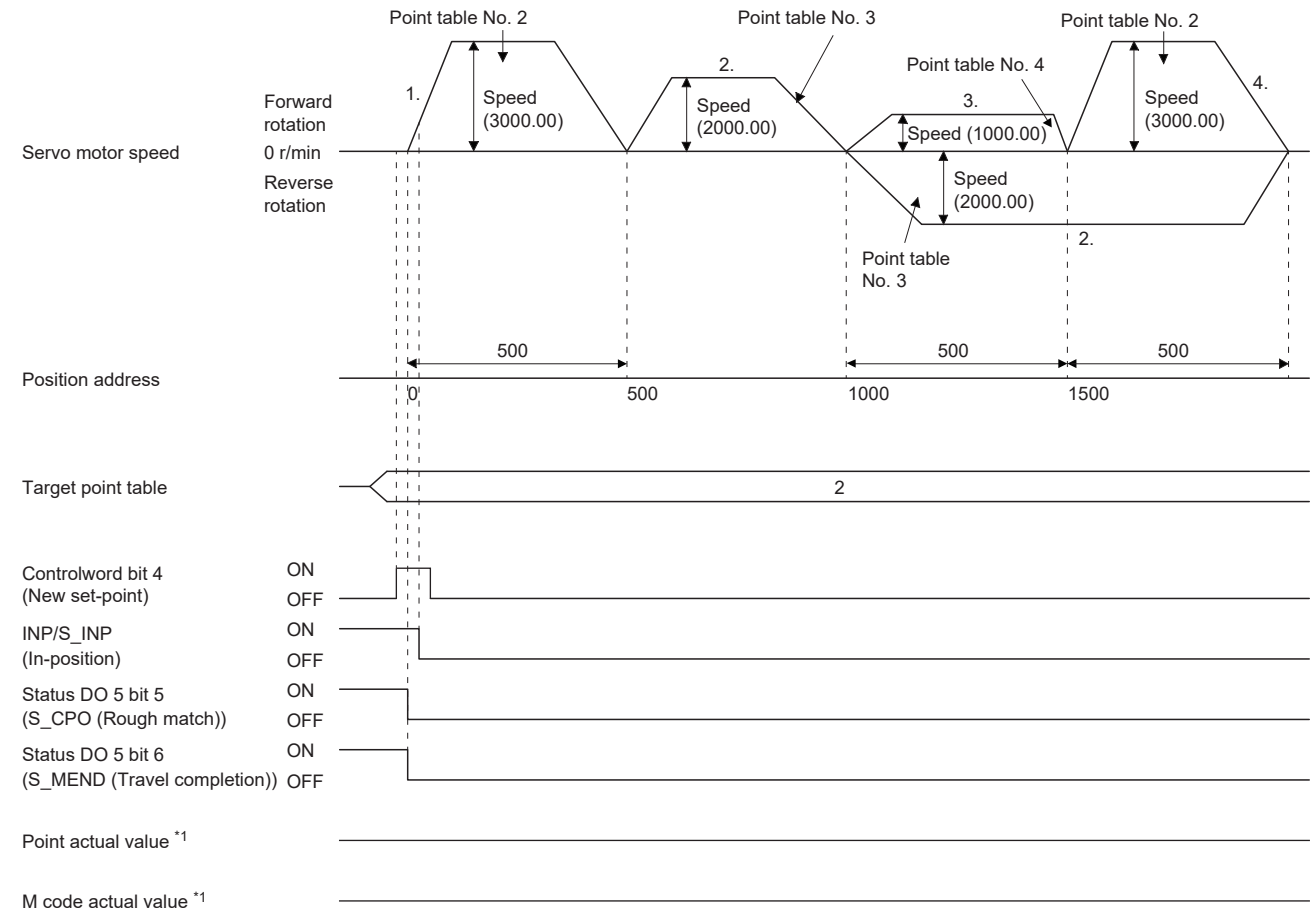 Point table No. 2
Point table No. 3
Point table No. 2
Point table No. 4
1.
2.
3.
4.
Forward
rotation
Speed
(3000.00)
Speed
(2000.00)
Speed (1000.00)
Speed
(3000.00)
Servo motor speed
0 r/min
Reverse
rotation
Speed
(2000.00)
2.
Point table
No. 3
500
500
500
Position address
0
500
1000
1500
Target point table
2
Controlword bit 4
(New set-point)
ON
OFF
INP/S_INP
(In-position)
ON
OFF
Status DO 5 bit 5
(S_CPO (Rough match))
ON
OFF
Status DO 5 bit 6
(S_MEND (Travel completion))
ON
OFF
Point actual value *1
M code actual value *1